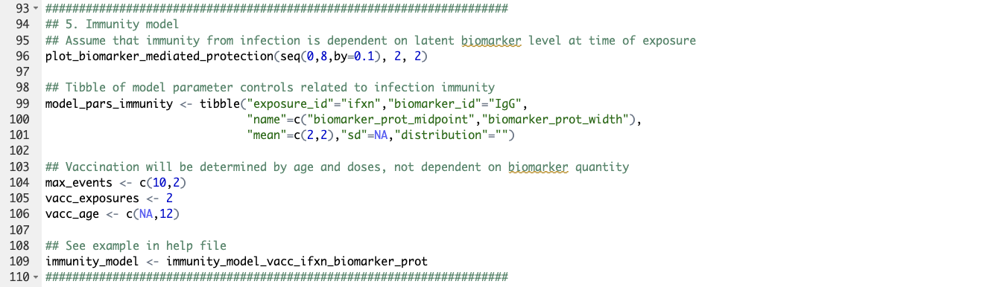 93 #####################################################################
94 ## 5. Immunity model
95 ## Assume that immunity from infection is dependent on latent biomarker level at time of exposure
96 plot_biomarker_mediated_protection(seq(0,8,by=0.1), 2, 2)
97
98 ## Tibble of model parameter controls related to infection immunity
99 model_pars_immunity <- tibble("exposure_id"="ifxn","biomarker_id"="IgG",
100                               "name"=c("biomarker_prot_midpoint","biomarker_prot_width"),
101                               "mean"=c(2,2),"sd"=NA,"distribution"="")
102
103 ## Vaccination will be determined by age and doses, not dependent on biomarker quantity
104 max_events <- c(10,2)
105 vacc_exposures <- 2
106 vacc_age <- c(NA,12)
107
108 ## See example in help file
109 immunity_model <- immunity_model_vacc_ifxn_biomarker_prot
110 #####################################################################